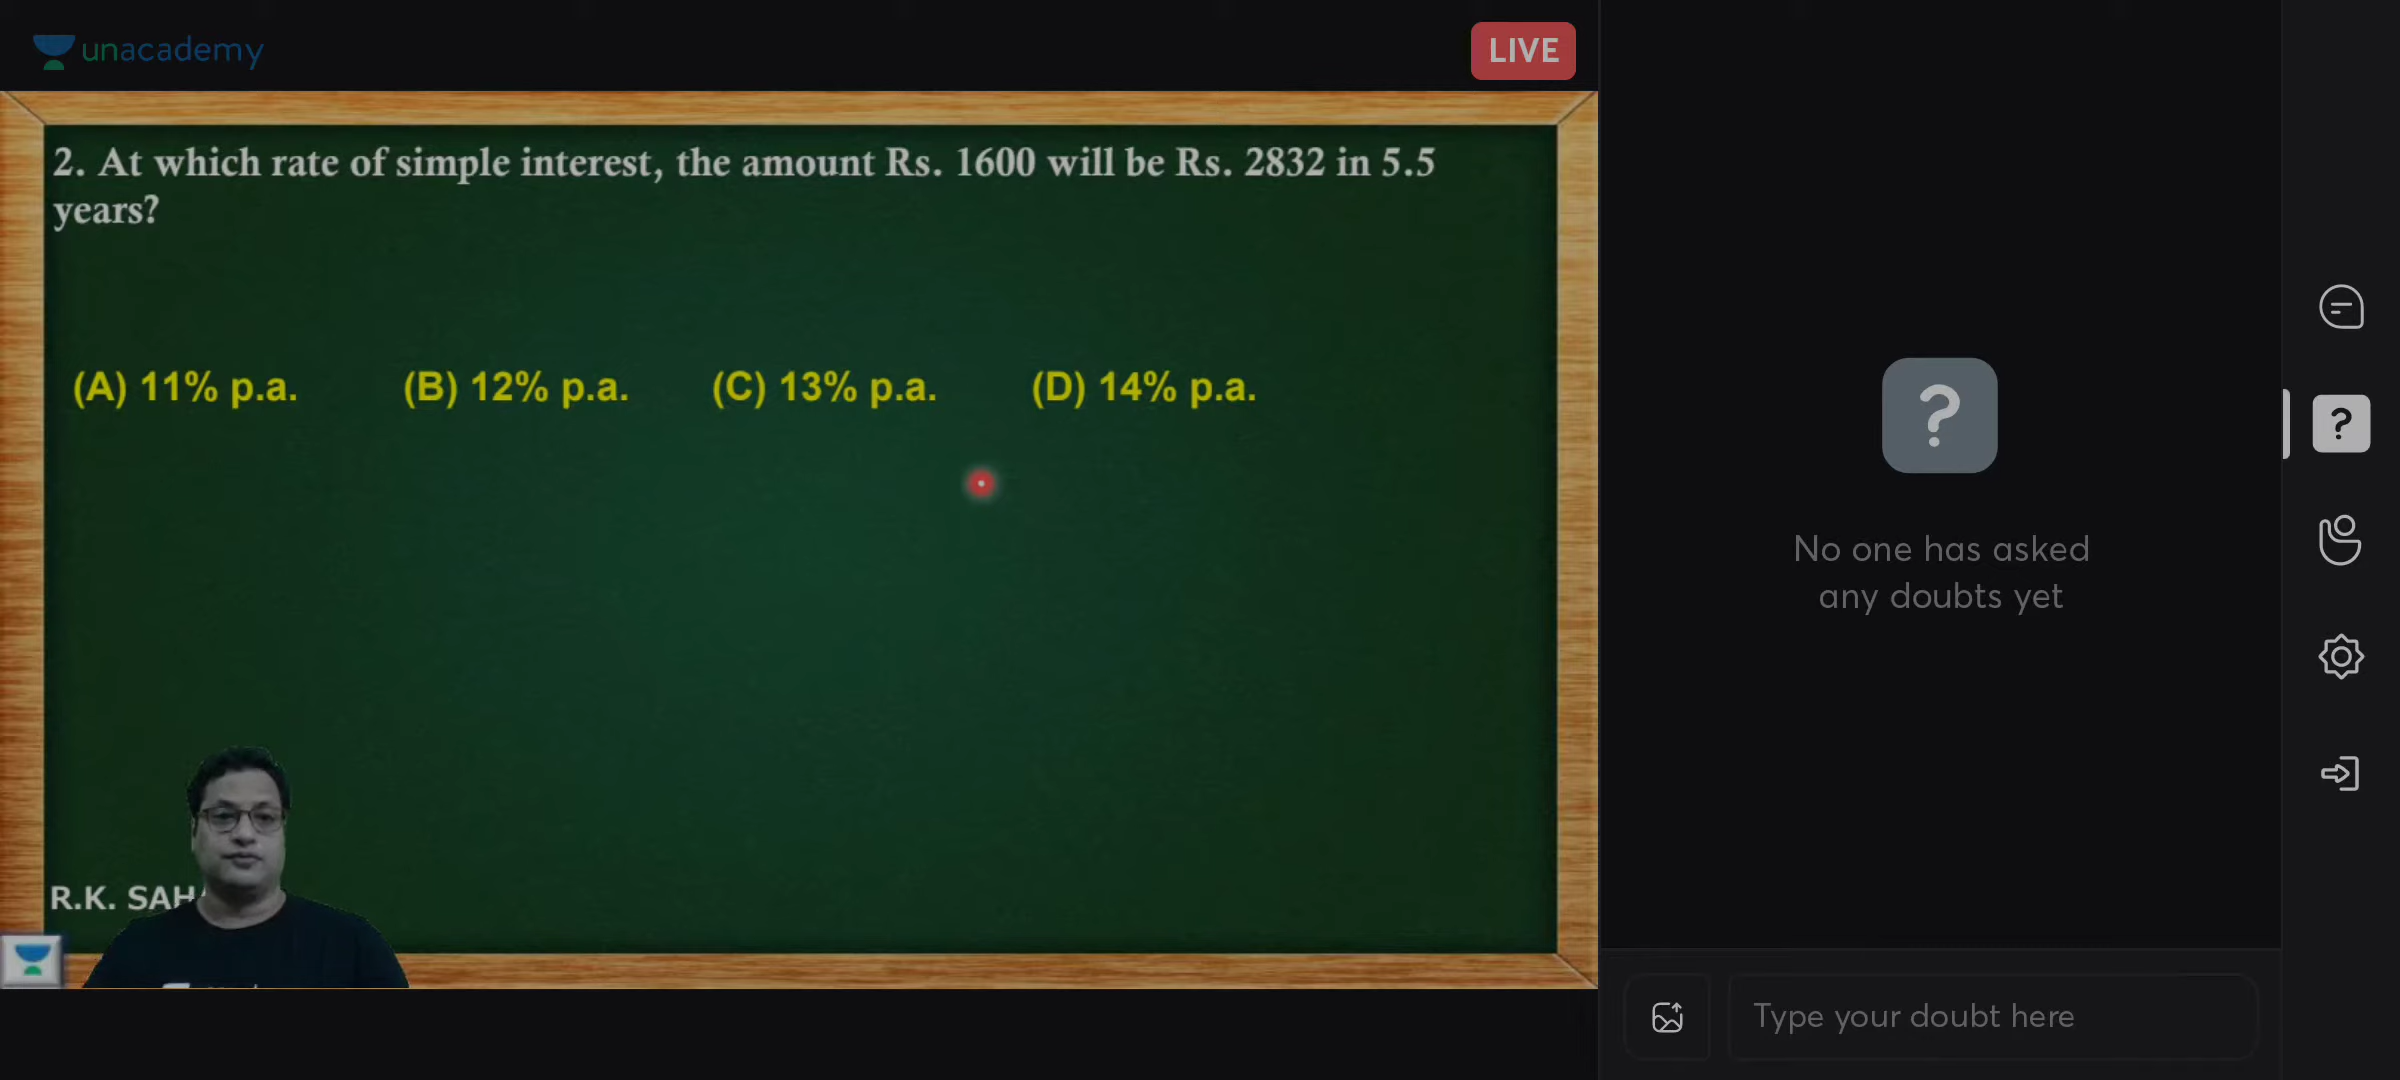 unacademy
LIVE
2. At which rate of simple interest, the amount Rs. 1600 will be Rs. 2832 in 5.5
years?
(A) 11% p.a. (B) 12% p.a. (C) 13% p.a. (D) 14% p.a.
?
?
No one has asked
any doubts yet
R.K.
Type your doubt here